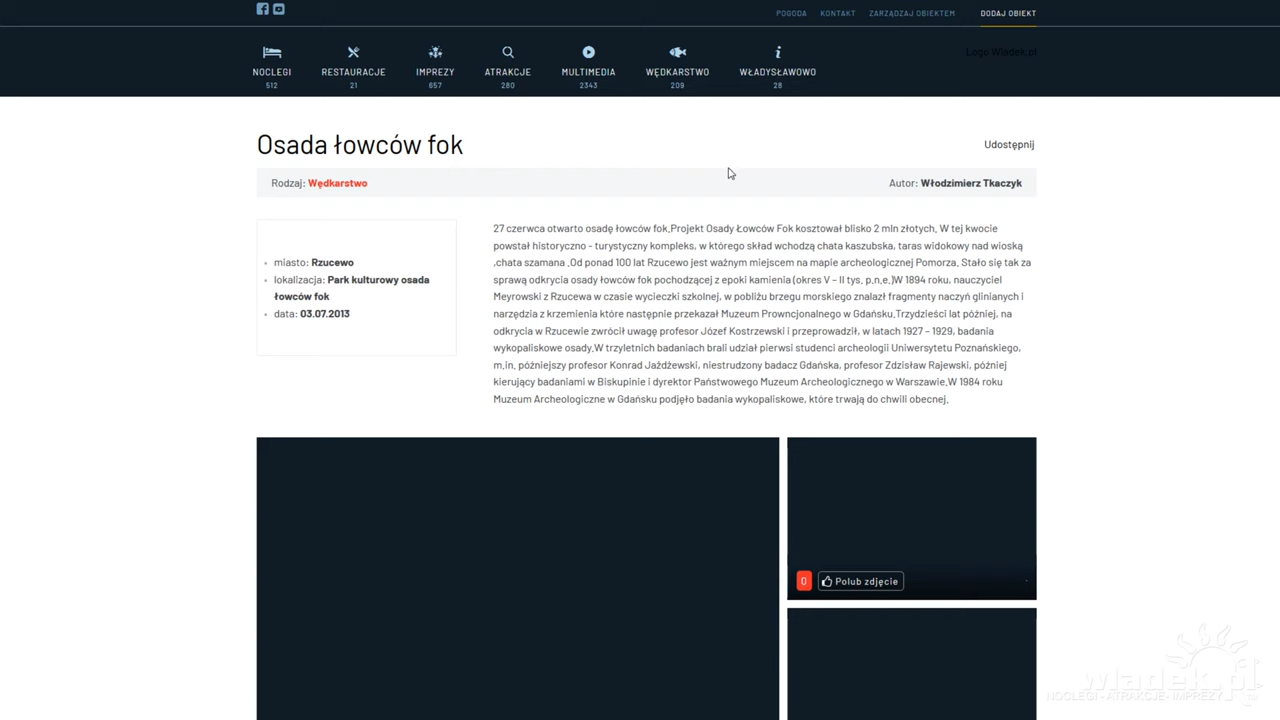 POGODA KONTAKT ZARZĄDZAJ OBIEKTEM DODAJ OBIEKT
Logo Wladek.pl
NOCLEGI RESTAURACJE IMPREZY ATRAKCJE MULTIMEDIA WĘDKARSTWO WŁADYSŁAWOWO
512 21 657 280 2343 209 28
Osada łowców fok
Udostępnij
Rodzaj: Wędkarstwo
Autor: Włodzimierz Tkaczyk
miasto: Rzucewo
lokalizacja: Park kulturowy osada
łowców fok
data: 03.07.2013
27 czerwca otwarto osadę łowców fok.Projekt Osady Łowców Fok kosztował blisko 2 mln złotych. W tej kwocie
powstał historyczno - turystyczny kompleks, w którego skład wchodzą chata kaszubska, taras widokowy nad wioską
,chata szamana .Od ponad 100 lat Rzucewo jest ważnym miejscem na mapie archeologicznej Pomorza. Stało się tak za
sprawą odkrycia osady łowców fok pochodzącej z epoki kamienia (okres V – II tys. p.n.e.)W 1894 roku, nauczyciel
Meyrowski z Rzucewa w czasie wycieczki szkolnej, w pobliżu brzegu morskiego znalazł fragmenty naczyń glinianych i
narzędzia z krzemienia które następnie przekazał Muzeum Prowncjonalnego w Gdańsku.Trzydzieści lat później, na
odkrycia w Rzucewie zwrócił uwagę profesor Józef Kostrzewski i przeprowadził, w latach 1927 – 1929, badania
wykopaliskowe osady.W trzyletnich badaniach brali udział pierwsi studenci archeologii Uniwersytetu Poznańskiego,
m.in. późniejszy profesor Konrad Jażdżewski, niestrudzony badacz Gdańska, profesor Zdzisław Rajewski, później
kierujący badaniami w Biskupinie i dyrektor Państwowego Muzeum Archeologicznego w Warszawie.W 1984 roku
Muzeum Archeologiczne w Gdańsku podjęło badania wykopaliskowe, które trwają do chwili obecnej.
0 Polub zdjęcie
wladek.pl
NOCLEGI - ATRAKCJE - IMPREZY